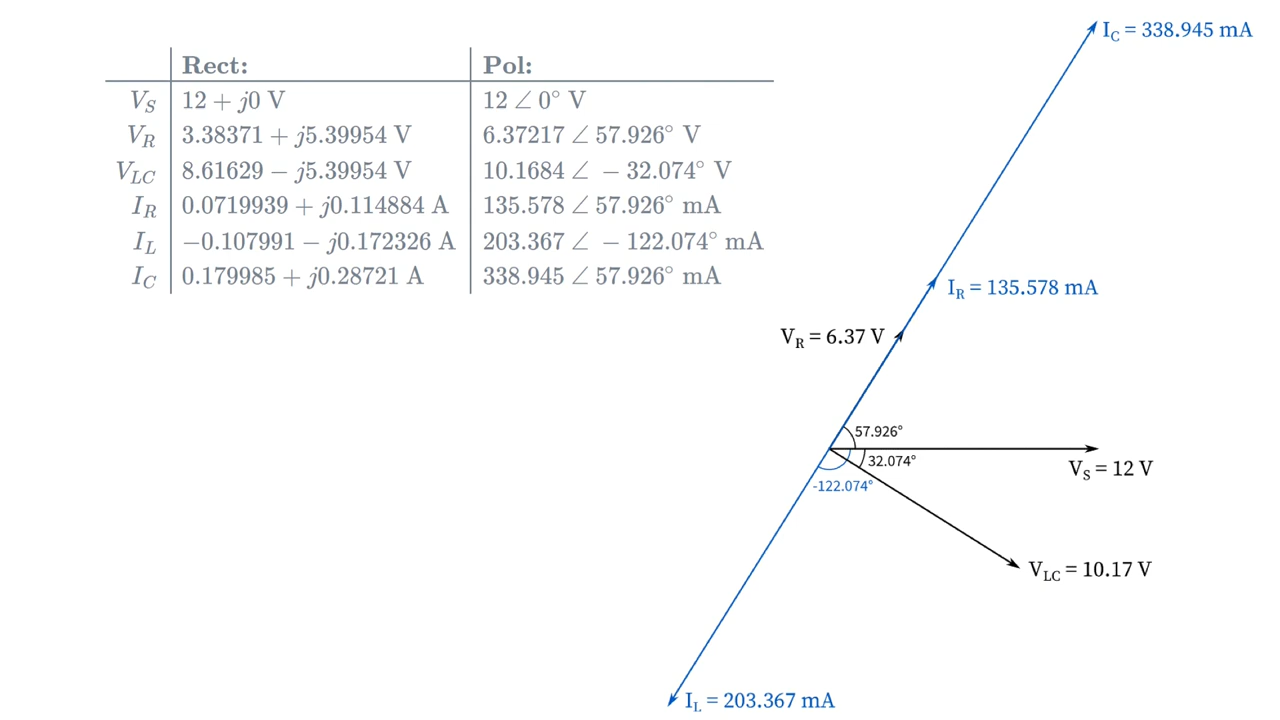 Rect: Pol:
V_S 12 + j0 V 12 ∠ 0° V
V_R 3.38371 + j5.39954 V 6.37217 ∠ 57.926° V
V_LC 8.61629 − j5.39954 V 10.1684 ∠ − 32.074° V
I_R 0.0719939 + j0.114884 A 135.578 ∠ 57.926° mA
I_L −0.107991 − j0.172326 A 203.367 ∠ − 122.074° mA
I_C 0.179985 + j0.28721 A 338.945 ∠ 57.926° mA
I_C = 338.945 mA
I_R = 135.578 mA
V_R = 6.37 V
57.926°
32.074°
V_S = 12 V
-122.074°
V_LC = 10.17 V
I_L = 203.367 mA